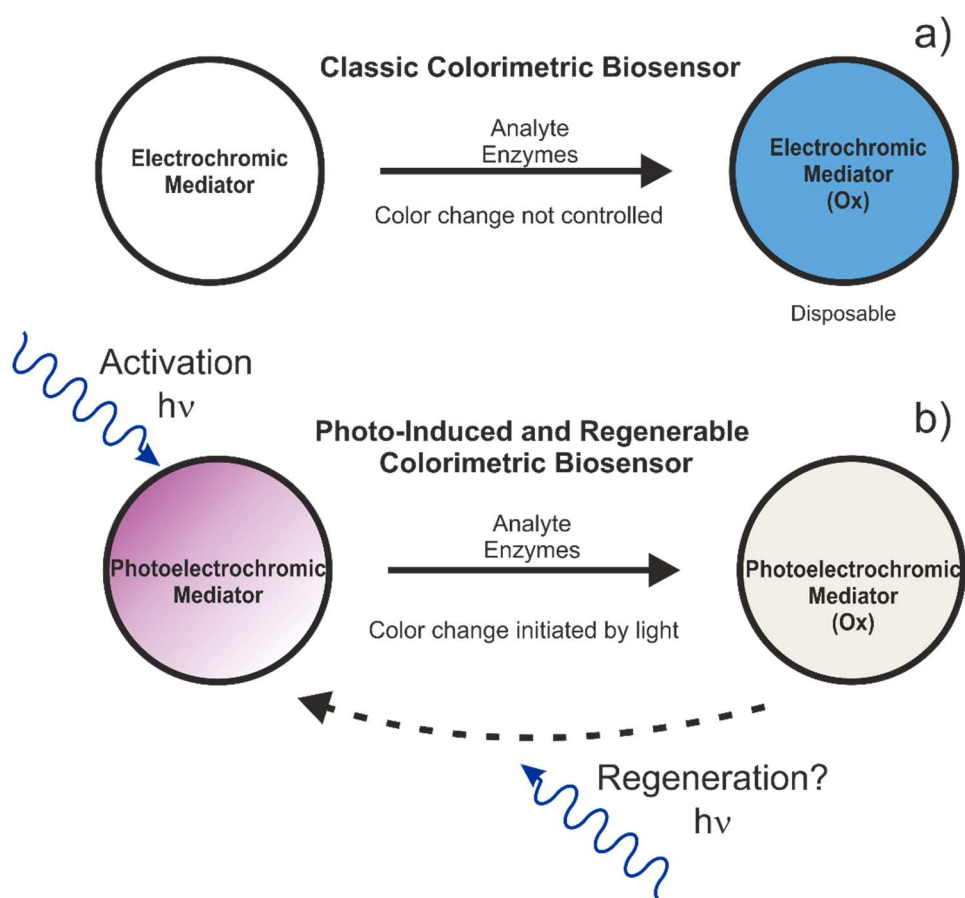 a)
Classic Colorimetric Biosensor
Electrochromic
Mediator
Analyte
Enzymes
Color change not controlled
Electrochromic
Mediator
(Ox)
Disposable
Activation
hν
b)
Photo-Induced and Regenerable
Colorimetric Biosensor
Photoelectrochromic
Mediator
Analyte
Enzymes
Color change initiated by light
Photoelectrochromic
Mediator
(Ox)
Regeneration?
hν